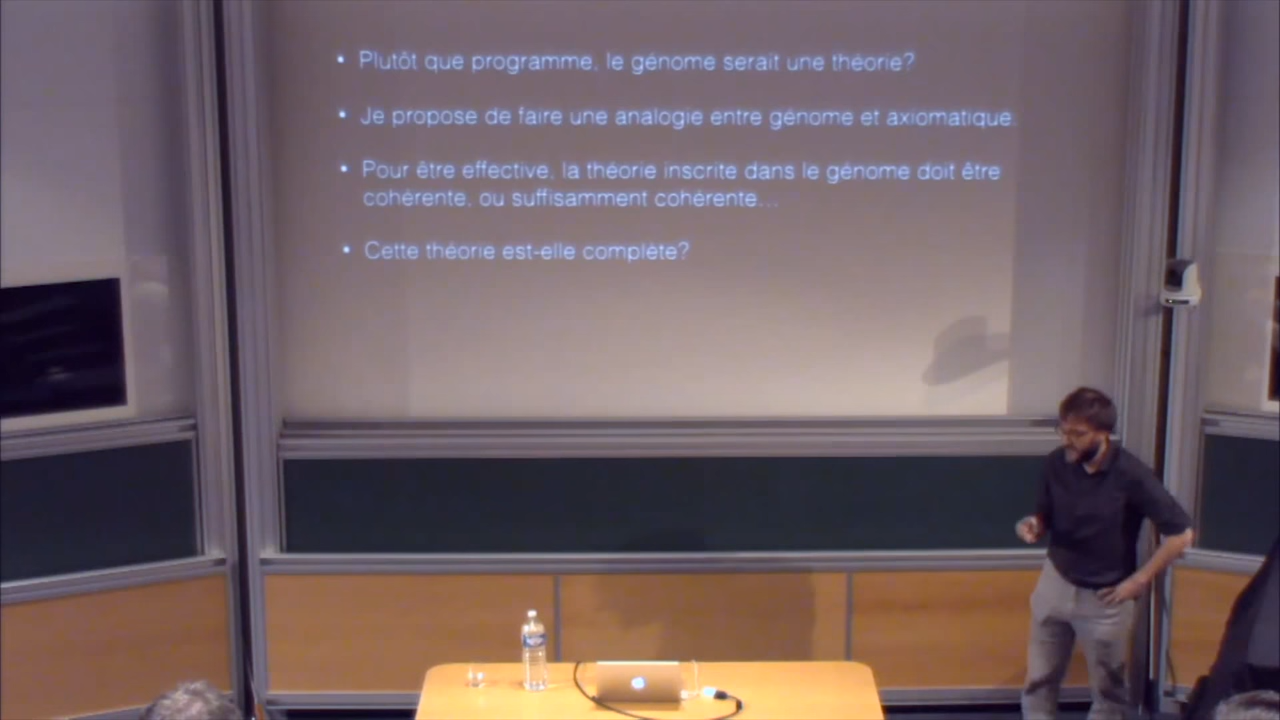 • Plutôt que programme, le génome serait une théorie?
• Je propose de faire une analogie entre génome et axiomatique.
• Pour être effective, la théorie inscrite dans le génome doit être
cohérente, ou suffisamment cohérente...
• Cette théorie est-elle complète?